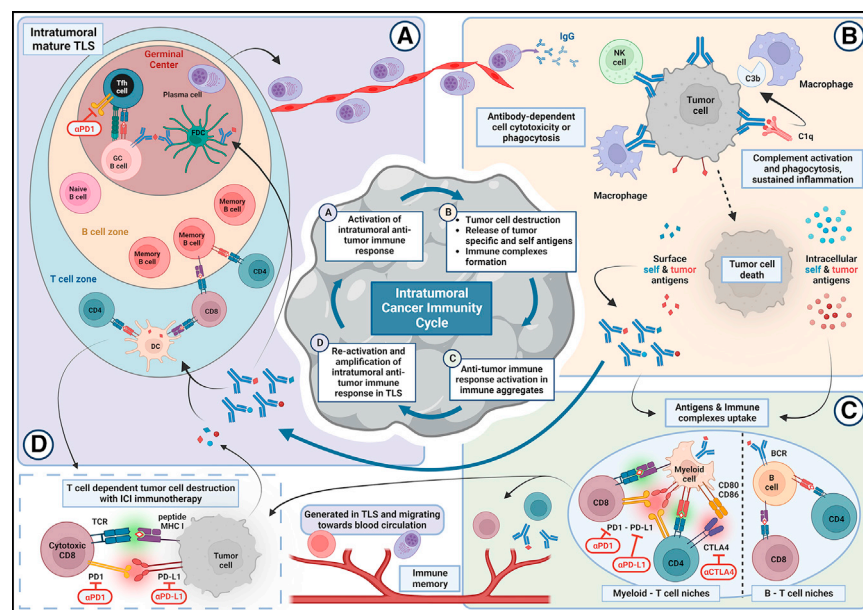 Intratumoral
mature TLS
A
Germinal
Center
Tfh
cell
Plasma cell
αPD1
FDC
GC
B cell
Naive
B cell
Memory
B cell
B cell zone
Memory
B cell
Memory
B cell
CD4
T cell zone
CD4
CD8
DC
IgG
B
NK
cell
Macrophage
C3b
Tumor
cell
C1q
Antibody-dependent
cell cytotoxicity or
phagocytosis
Macrophage
Complement activation
and phagocytosis,
sustained inflammation
Surface
self & tumor
antigens
Tumor cell
death
Intracellular
self & tumor
antigens
A
Activation of
intratumoral anti-
tumor immune
response
B
• Tumor cell destruction
• Release of tumor
specific and self antigens
• Immune complexes
formation
Intratumoral
Cancer Immunity
Cycle
D
Re-activation and
amplification of
intratumoral anti-
tumor immune
response in TLS
C
Anti-tumor immune
response activation in
immune aggregates
Antigens & Immune
complexes uptake
C
Myeloid
cell
CD80
CD86
CD8
PD1 - PD-L1
αPD1
αPD-L1
CD4
CTLA4
αCTLA4
Myeloid - T cell niches
BCR
B
cell
CD4
CD8
B - T cell niches
D
T cell dependent tumor cell destruction
with ICI immunotherapy
TCR
peptide
MHC I
Cytotoxic
CD8
Tumor
cell
PD1
PD-L1
αPD1
αPD-L1
Generated in TLS and migrating
towards blood circulation
Immune
memory